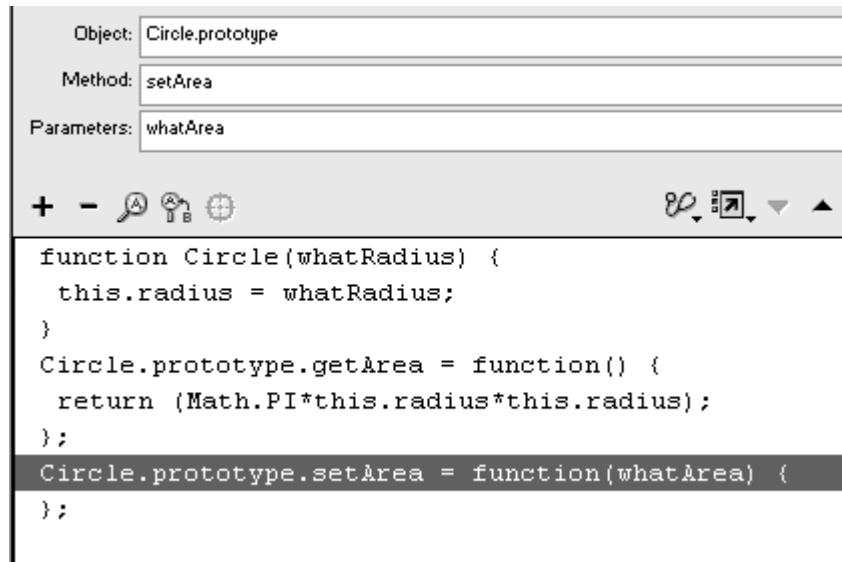 Object: Circle.prototype
Method: setArea
Parameters: whatArea
function Circle(whatRadius) {
this.radius = whatRadius;
}
Circle.prototype.getArea = function() {
return (Math.PI*this.radius*this.radius);
};
Circle.prototype.setArea = function(whatArea) {
};